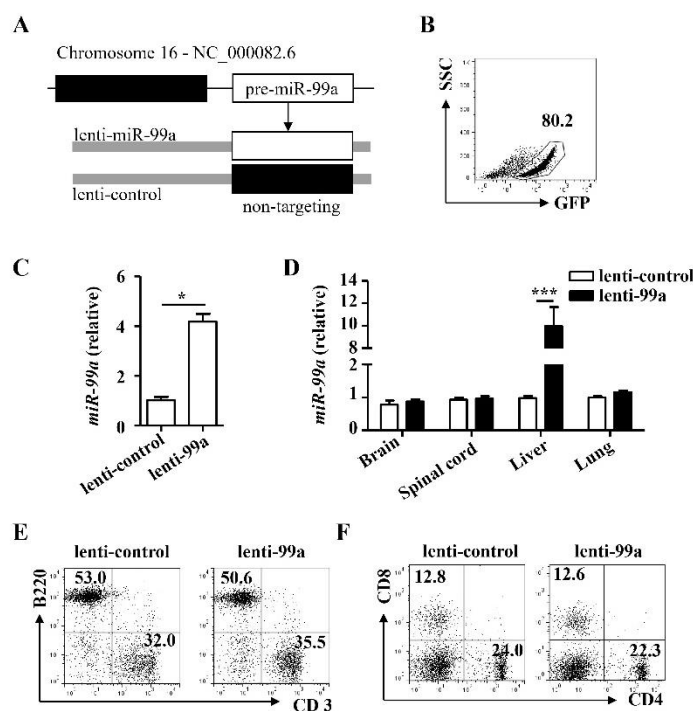 A
Chromosome 16 - NC_000082.6
pre-miR-99a
lenti-miR-99a
lenti-control
non-targeting
B
SSC
80.2
GFP
C
miR-99a (relative)
6
4
2
0
*
lenti-control
lenti-99a
D
lenti-control
lenti-99a
miR-99a (relative)
14
12
10
8
2
1
0
***
Brain
Spinal cord
Liver
Lung
E
lenti-control
lenti-99a
B220
53.0
32.0
50.6
35.5
CD 3
F
lenti-control
lenti-99a
CD8
12.8
24.0
12.6
22.3
CD4